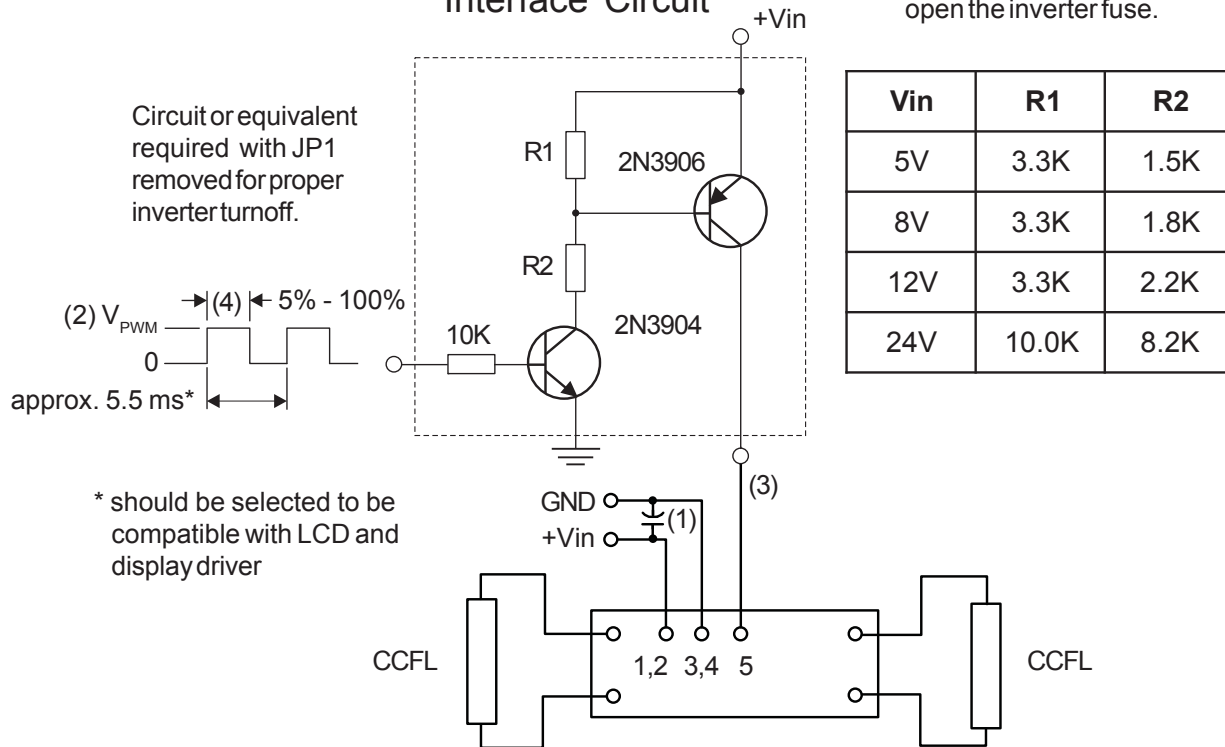 Interface Circuit
open the inverter fuse.
+Vin
Circuit or equivalent
required with JP1
removed for proper
inverter turnoff.
R1
2N3906
R2
2N3904
10K
(2) VPWM
(4)
5% - 100%
0
approx. 5.5 ms*
Vin R1 R2
5V 3.3K 1.5K
8V 3.3K 1.8K
12V 3.3K 2.2K
24V 10.0K 8.2K
* should be selected to be
compatible with LCD and
display driver
(3)
GND
(1)
+Vin
CCFL
1,2 3,4 5
CCFL